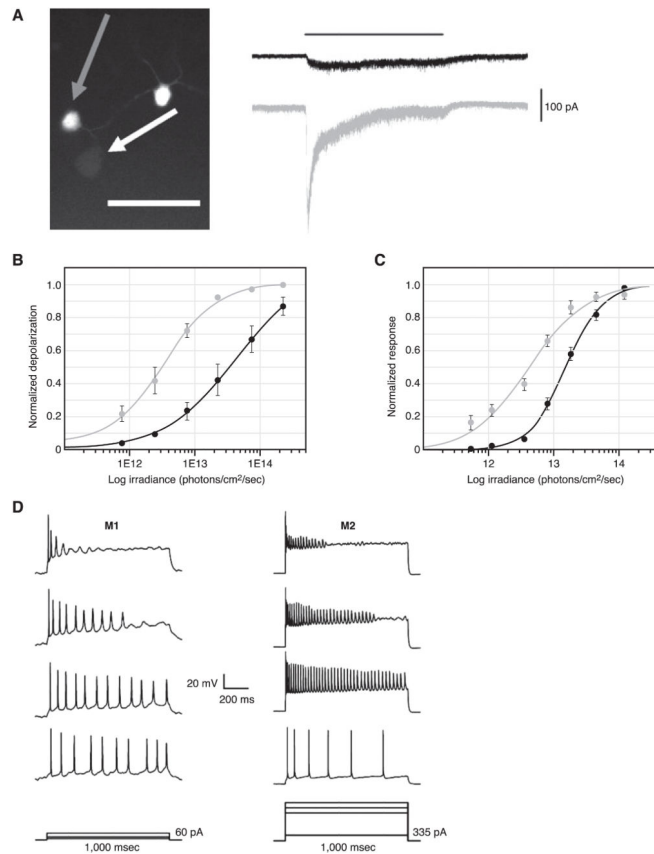 A
100 pA
B
Normalized depolarization
1.0
0.8
0.6
0.4
0.2
0
1E12
1E13
1E14
Log irradiance (photons/cm2/sec)
C
Normalized response
1.0
0.8
0.6
0.4
0.2
0
12
13
14
Log irradiance (photons/cm2/sec)
D
M1
M2
20 mV
200 ms
60 pA
1,000 msec
335 pA
1,000 msec